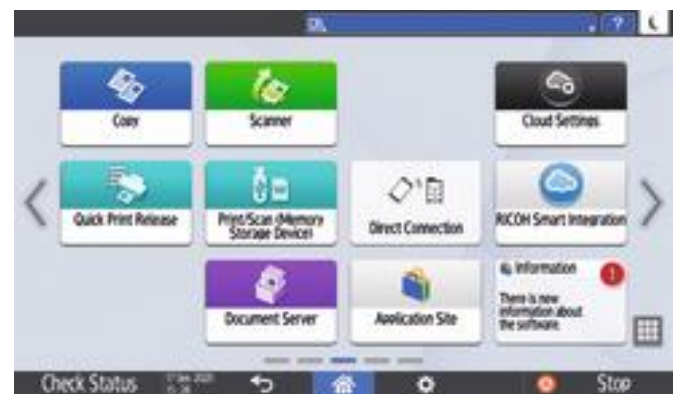 ?
Copy
Scanner
Cloud Settings
Quick Print Release
Print/Scan (Memory
Storage Device)
Direct Connection
RICOH Smart Integration
Document Server
Application Site
Information
There is new
information about
the software.
Check Status
Stop